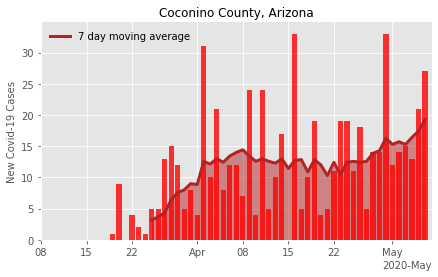 Coconino County, Arizona
7 day moving average
New Covid-19 Cases
30
25
20
15
10
5
0
08 15 22 Apr 08 15 22 May
2020-May